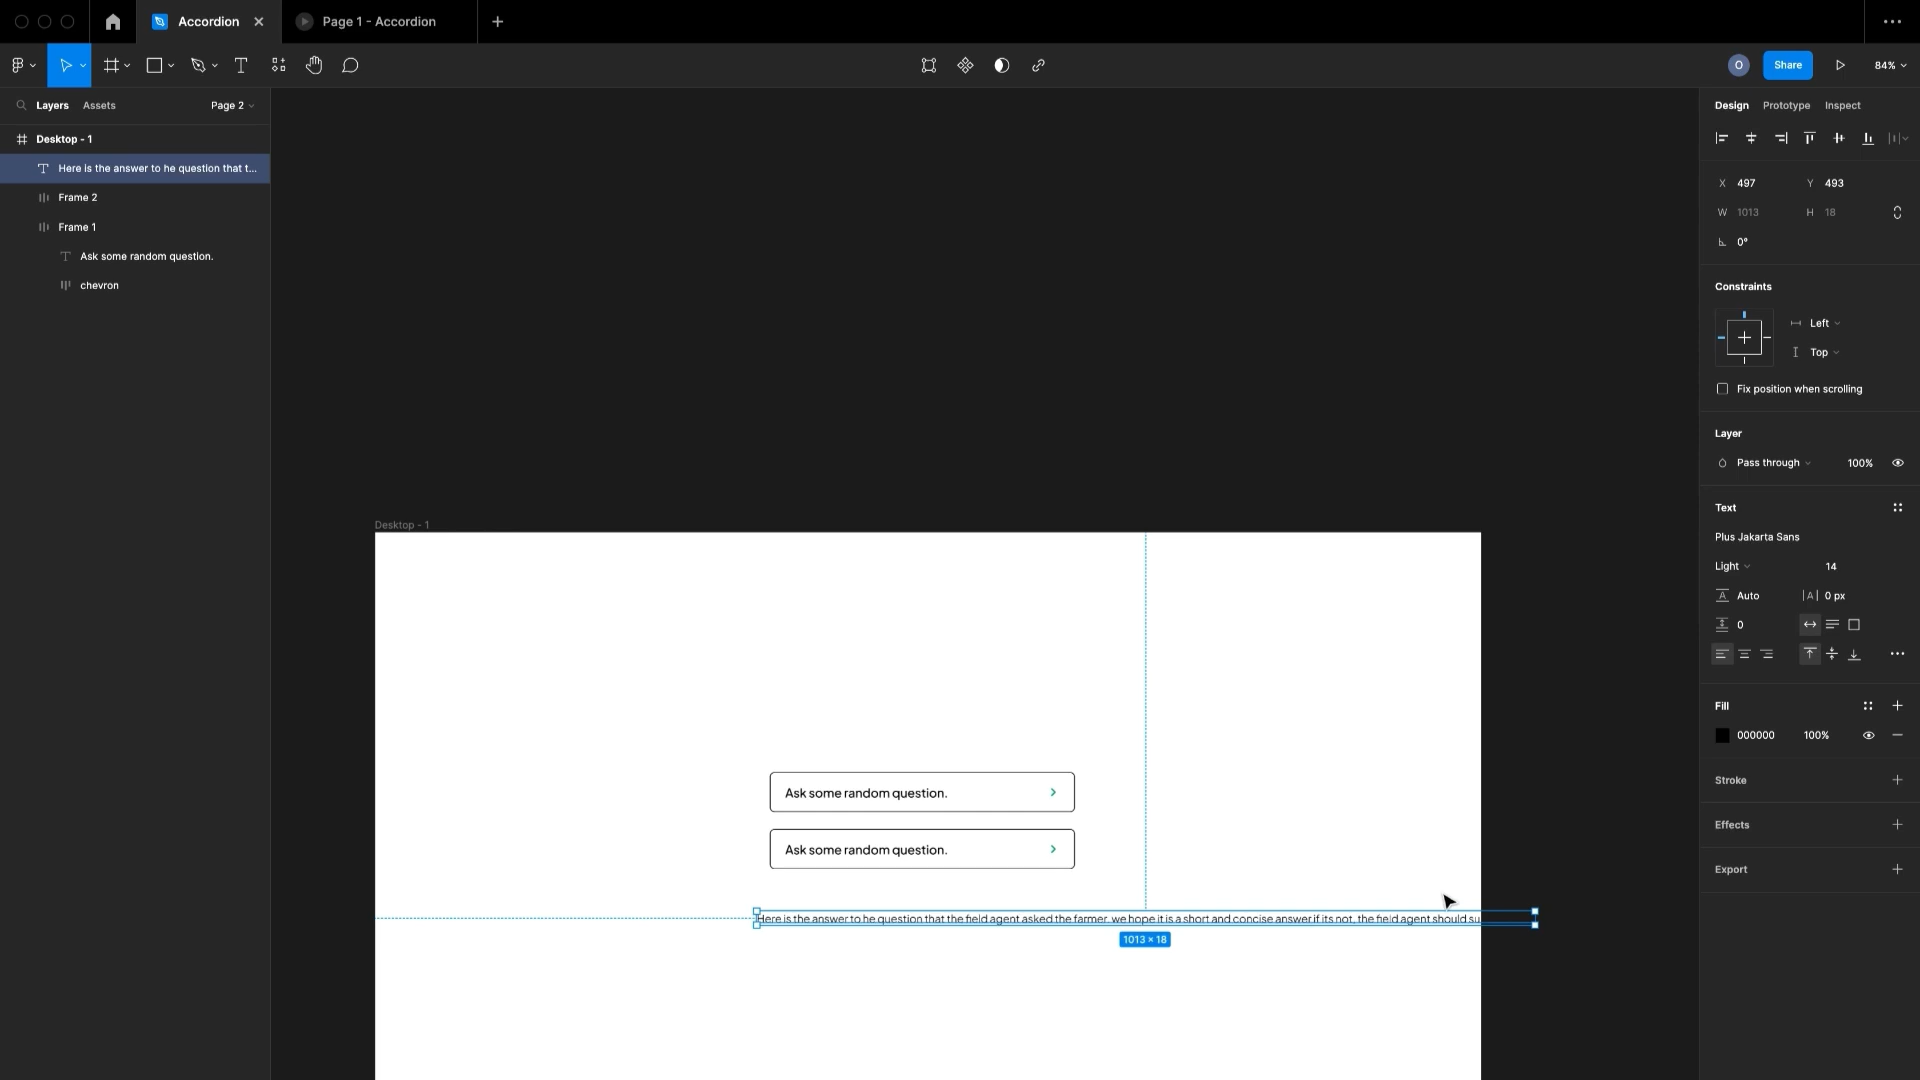 Accordion
Page 1 - Accordion
Share
O
84%
Layers
Assets
Page 2
Desktop - 1
Here is the answer to he question that t...
Frame 2
Frame 1
Ask some random question.
chevron
Desktop - 1
Ask some random question.
Ask some random question.
Here is the answer to he question that the field agent asked the farmer, we hope it is a short and concise answer if its not, the field agent should su
1013 × 18
Design
Prototype
Inspect
X 497
Y 493
W 1013
H 18
0°
Constraints
Left
Top
Fix position when scrolling
Layer
Pass through
100%
Text
Plus Jakarta Sans
Light
14
Auto
0 px
0
Fill
000000
100%
Stroke
Effects
Export